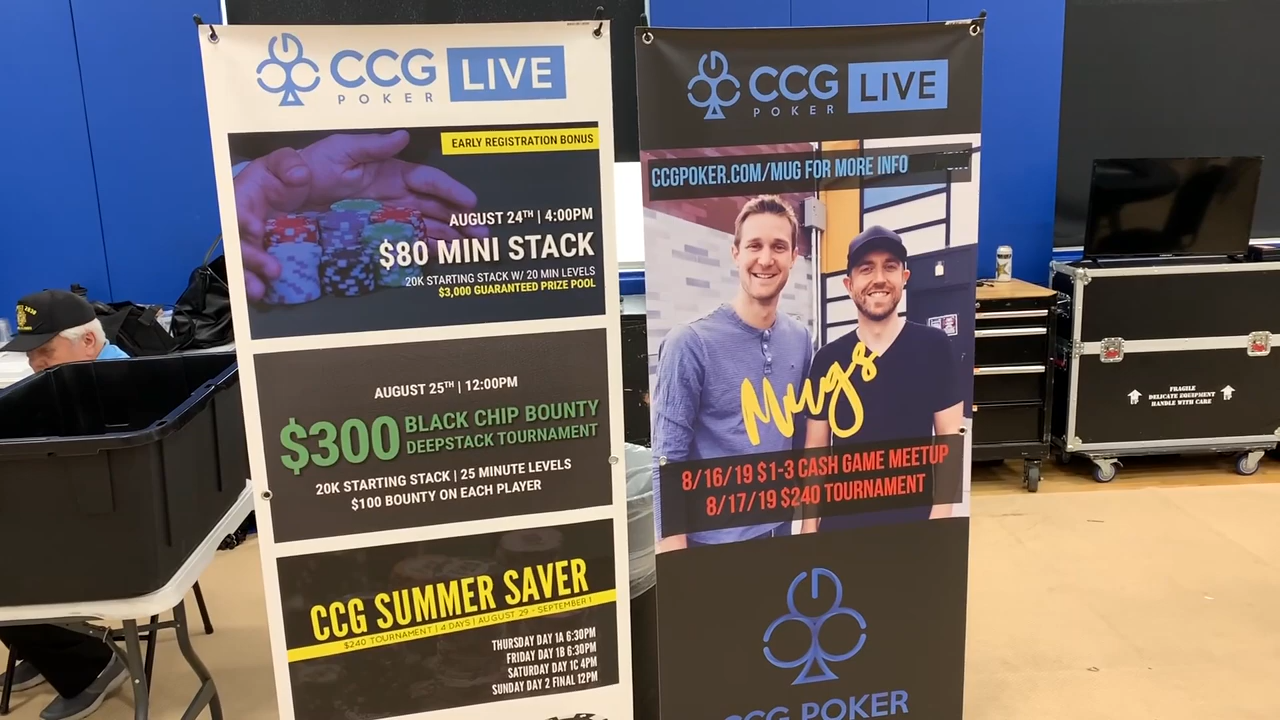 CCG LIVE
POKER
EARLY REGISTRATION BONUS
AUGUST 24TH | 4:00PM
$80 MINI STACK
20K STARTING STACK W/ 20 MIN LEVELS
$3,000 GUARANTEED PRIZE POOL
AUGUST 25TH | 12:00PM
$300 BLACK CHIP BOUNTY
DEEPSTACK TOURNAMENT
20K STARTING STACK | 25 MINUTE LEVELS
$100 BOUNTY ON EACH PLAYER
CCG SUMMER SAVER
$240 TOURNAMENT | 4 DAYS | AUGUST 29 - SEPTEMBER 1
THURSDAY DAY 1A 6:30PM
FRIDAY DAY 1B 6:30PM
SATURDAY DAY 1C 4PM
SUNDAY DAY 2 FINAL 12PM
CCG LIVE
POKER
CCGPOKER.COM/MUG FOR MORE INFO
Mugs
8/16/19 $1-3 CASH GAME MEETUP
8/17/19 $240 TOURNAMENT
CCG POKER
FRAGILE
DELICATE EQUIPMENT
HANDLE WITH CARE